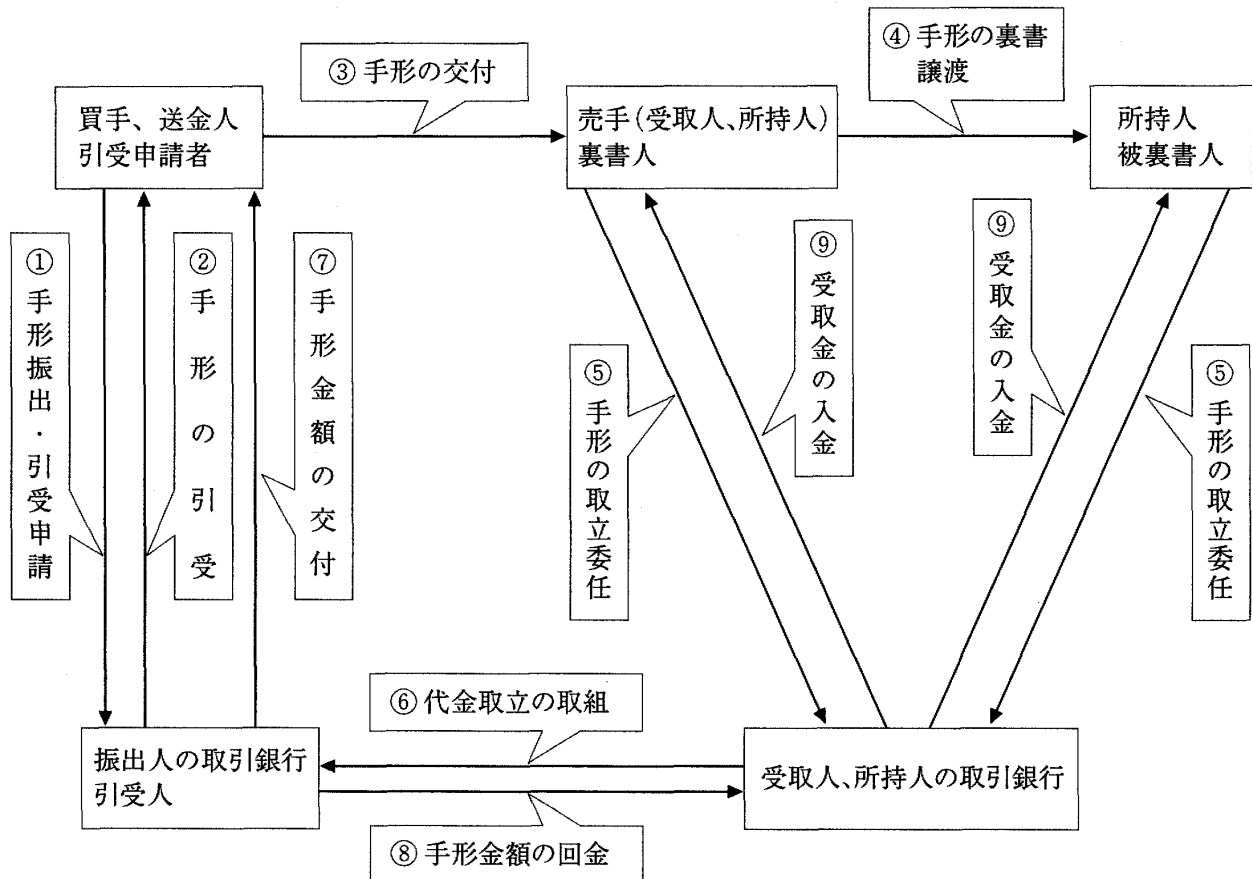 ③手形の交付
④手形の裏書
譲渡
買手、送金人
引受申請者
売手(受取人、所持人)
裏書人
所持人
被裏書人
①手形振出・引受申請
②手形の引受
⑦手形金額の交付
⑤手形の取立委任
⑨受取金の入金
⑨受取金の入金
⑤手形の取立委任
⑥代金取立の取組
振出人の取引銀行
引受人
受取人、所持人の取引銀行
⑧手形金額の回金